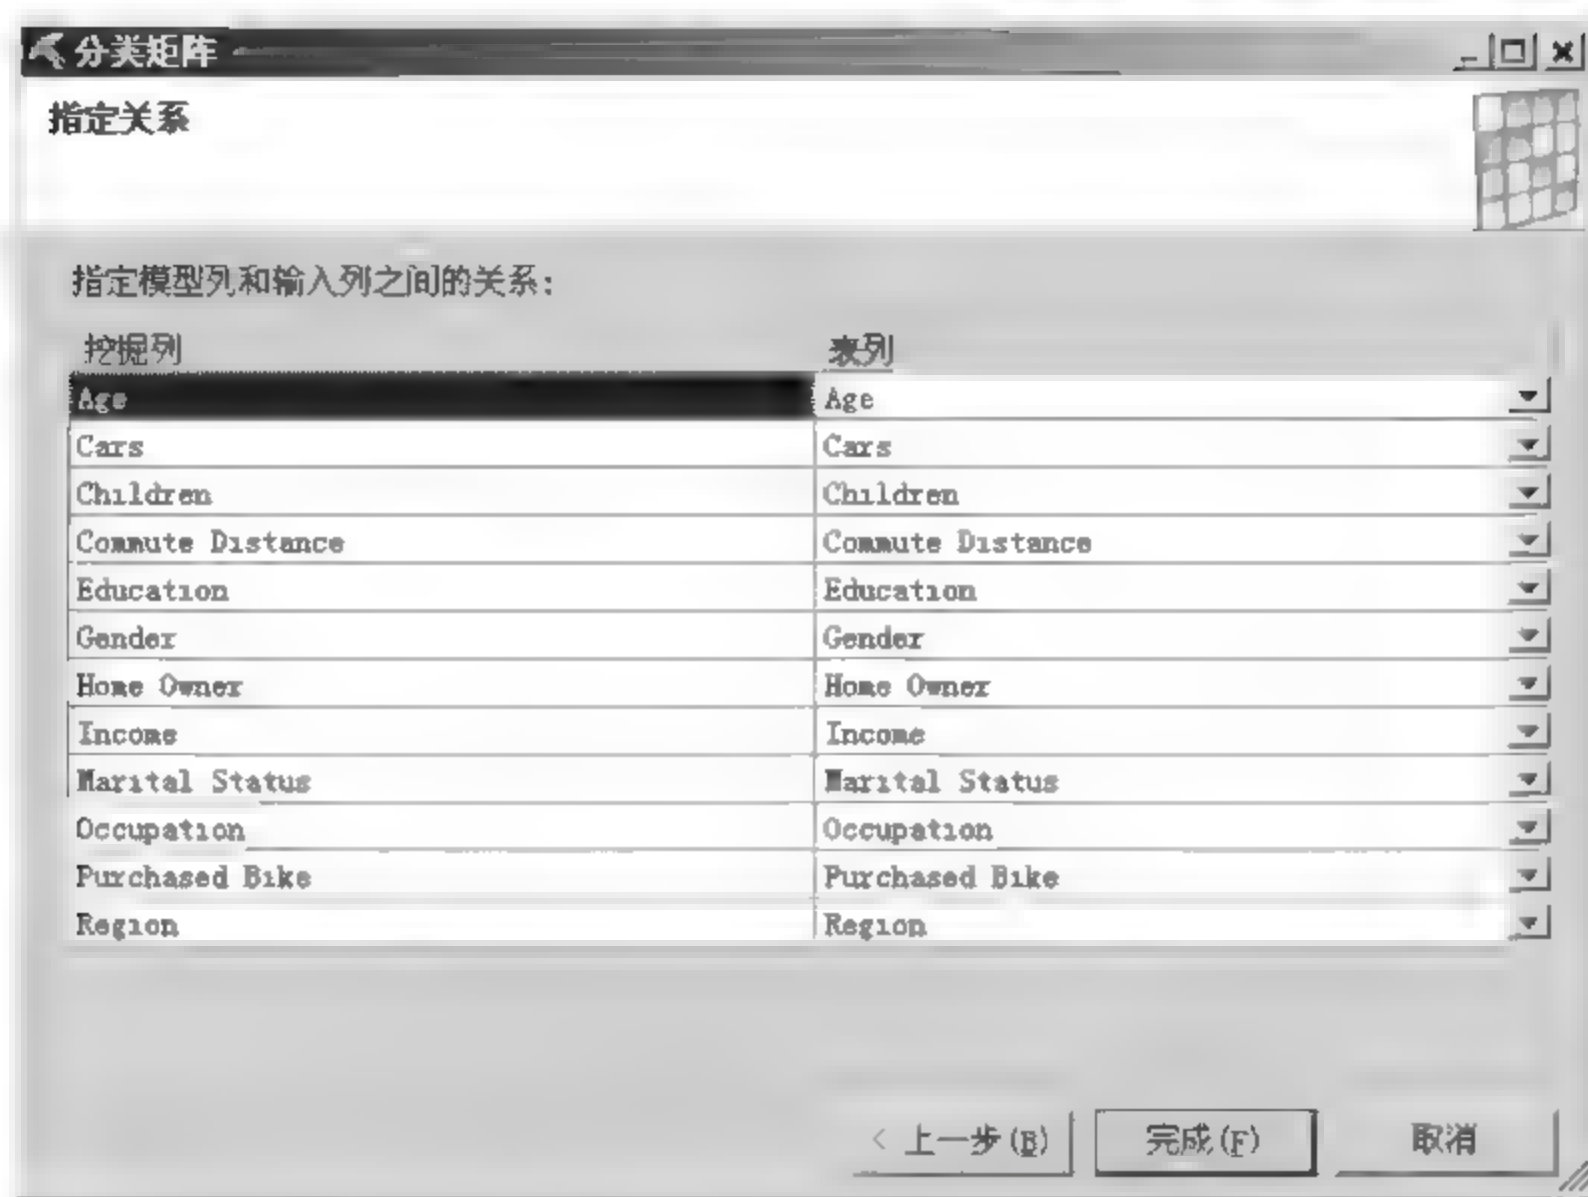 分类矩阵
指定关系
指定模型列和输入列之间的关系：
挖掘列 表列
Age Age
Cars Cars
Children Children
Commute Distance Commute Distance
Education Education
Gender Gender
Home Owner Home Owner
Income Income
Marital Status Marital Status
Occupation Occupation
Purchased Bike Purchased Bike
Region Region
< 上一步(B) 完成(F) 取消